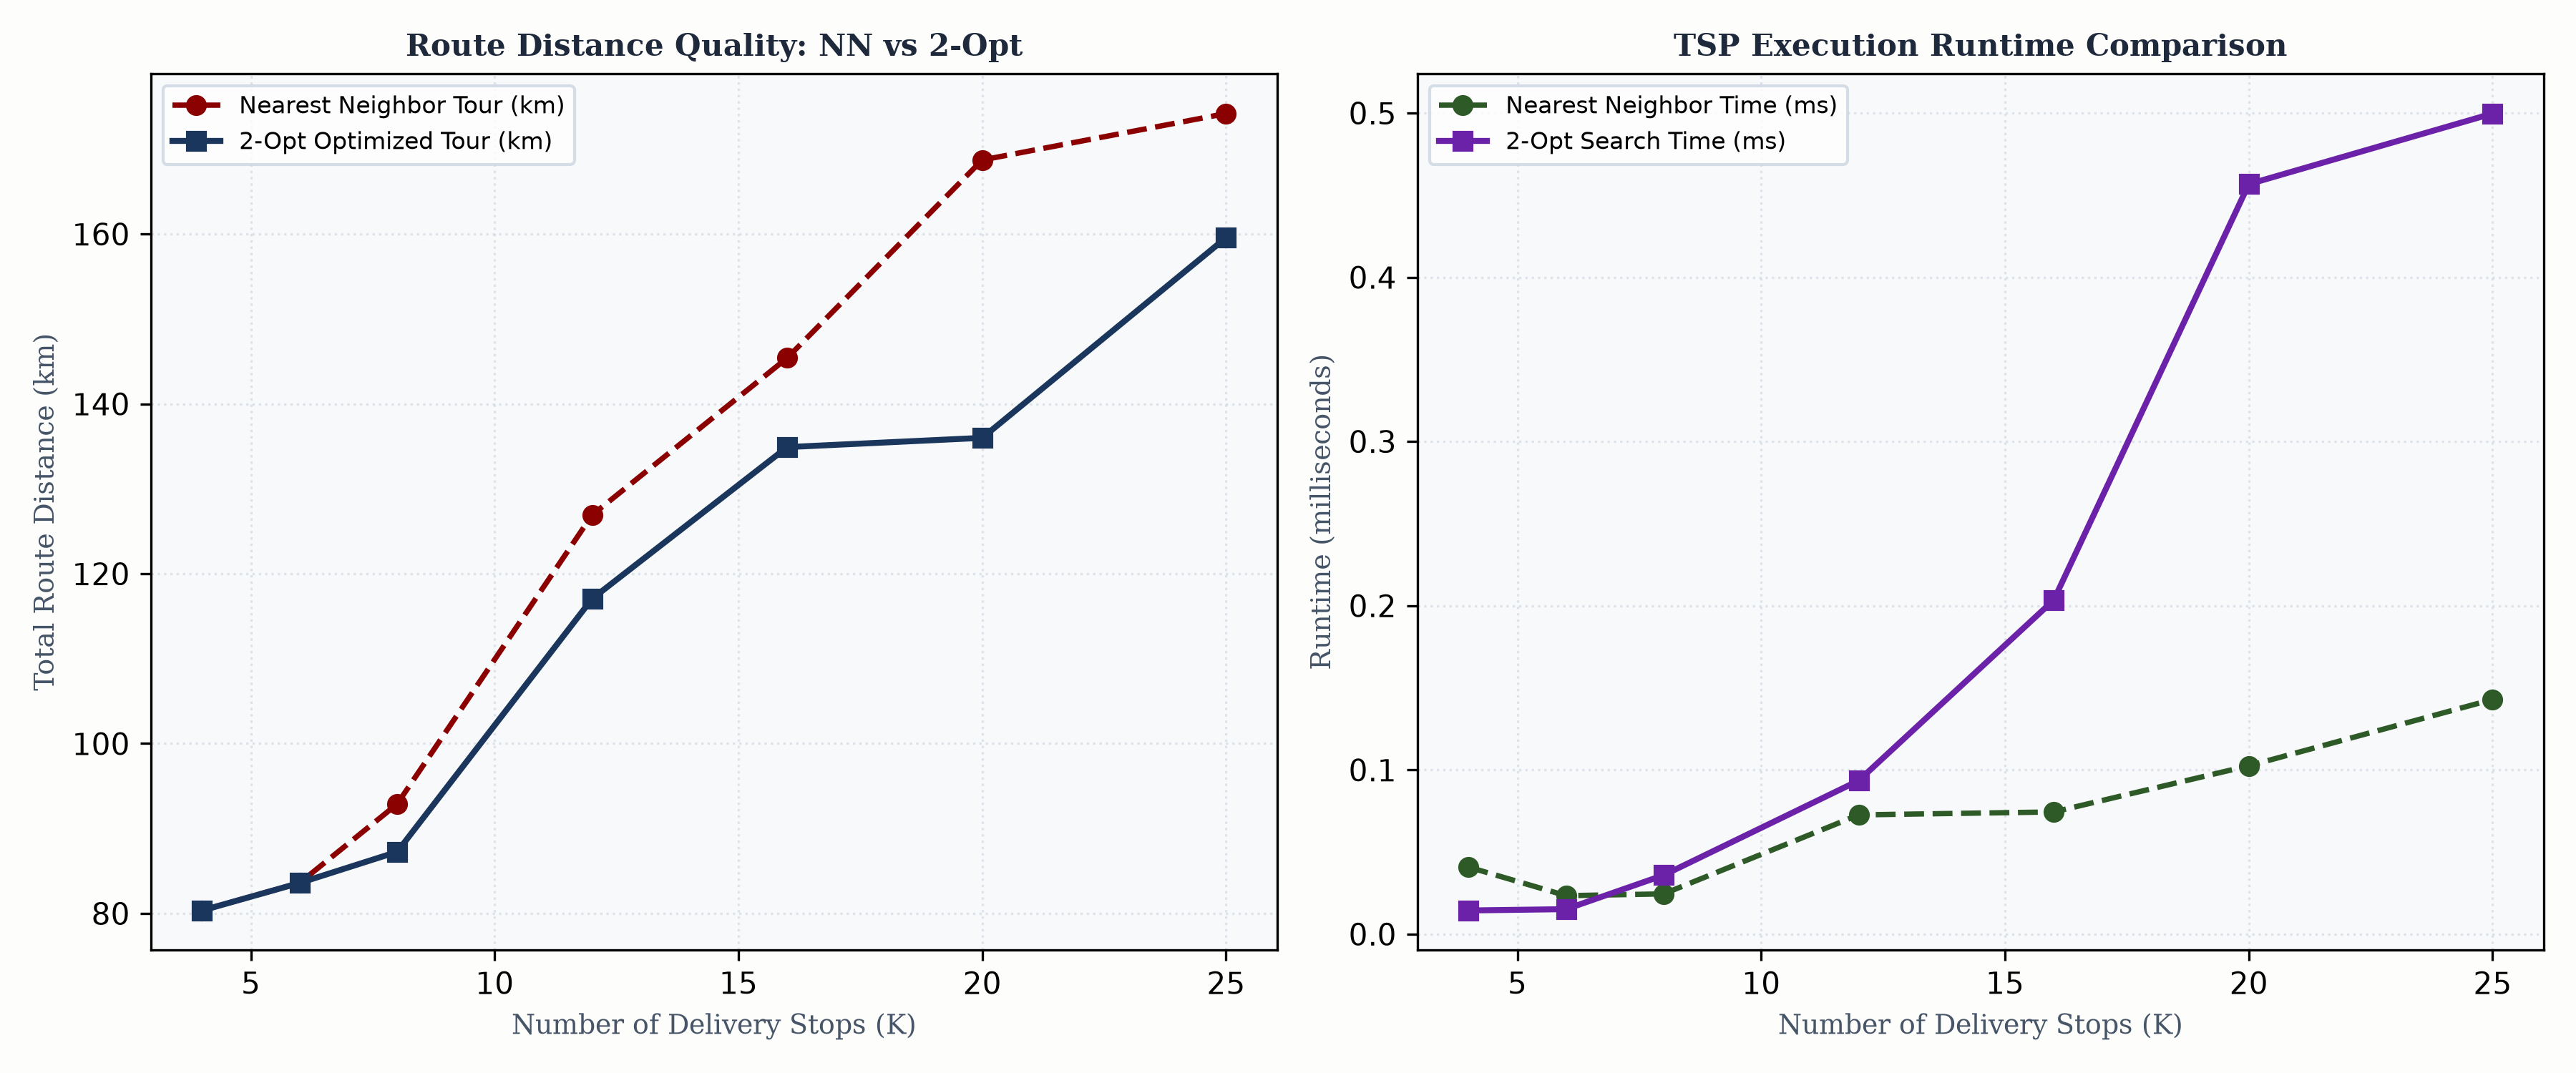 Route Distance Quality: NN vs 2-Opt
Nearest Neighbor Tour (km)
2-Opt Optimized Tour (km)
Total Route Distance (km)
160
140
120
100
80
5 10 15 20 25
Number of Delivery Stops (K)
TSP Execution Runtime Comparison
Nearest Neighbor Time (ms)
2-Opt Search Time (ms)
Runtime (milliseconds)
0.5
0.4
0.3
0.2
0.1
0.0
5 10 15 20 25
Number of Delivery Stops (K)